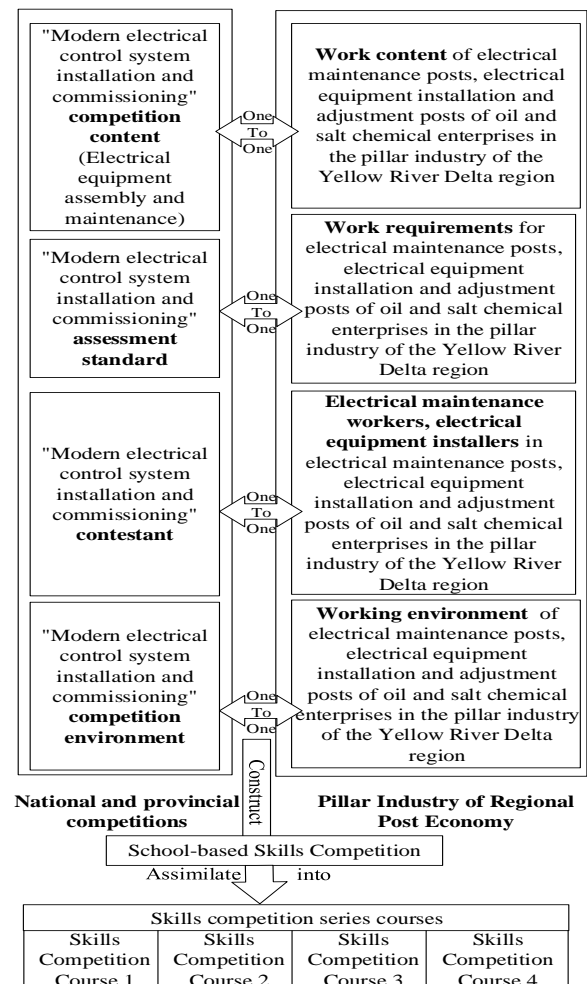 "Modern electrical
control system
installation and
commissioning"
competition
content
(Electrical
equipment
assembly and
maintenance)
One
To
One
Work content of electrical
maintenance posts, electrical
equipment installation and
adjustment posts of oil and
salt chemical enterprises in
the pillar industry of the
Yellow River Delta region
"Modern electrical
control system
installation and
commissioning"
assessment
standard
One
To
One
Work requirements for
electrical maintenance posts,
electrical equipment
installation and adjustment
posts of oil and salt chemical
enterprises in the pillar
industry of the Yellow River
Delta region
"Modern electrical
control system
installation and
commissioning"
contestant
One
To
One
Electrical maintenance
workers, electrical
equipment installers in
electrical maintenance posts,
electrical equipment
installation and adjustment
posts of oil and salt chemical
enterprises in the pillar
industry of the Yellow River
Delta region
"Modern electrical
control system
installation and
commissioning"
competition
environment
One
To
One
Working environment of
electrical maintenance posts,
electrical equipment
installation and adjustment
posts of oil and salt chemical
enterprises in the pillar industry
of the Yellow River Delta
region
National and provincial
competitions
Construct
Pillar Industry of Regional
Post Economy
School-based Skills Competition
Assimilate into
Skills competition series courses
Skills
Competition
Course 1
Skills
Competition
Course 2
Skills
Competition
Course 3
Skills
Competition
Course 4